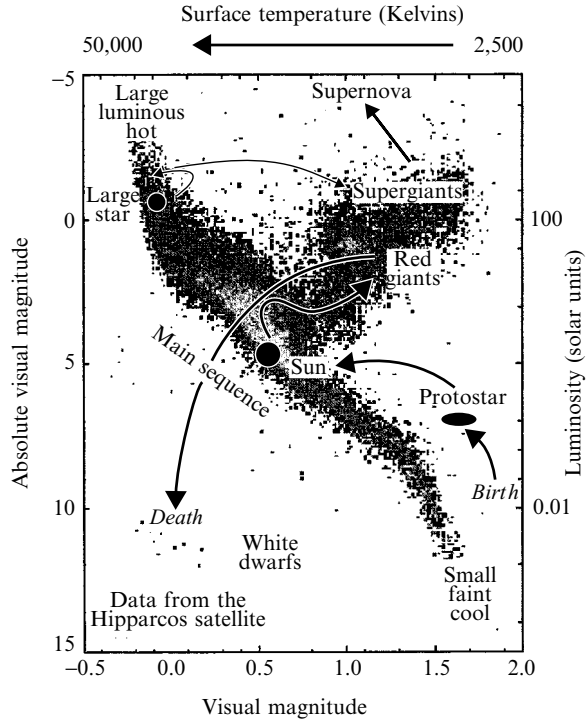 Surface temperature (Kelvins)
50,000
2,500
−5
0
5
10
15
Absolute visual magnitude
Large
luminous
hot
Supernova
Large
star
Supergiants
Red
giants
Main sequence
Sun
Protostar
Birth
Death
White
dwarfs
Small
faint
cool
Data from the
Hipparcos satellite
100
0.01
Luminosity (solar units)
−0.5
0.0
0.5
1.0
1.5
2.0
Visual magnitude